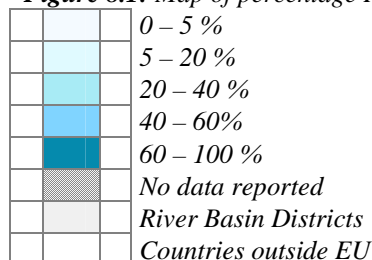 Figure 8.1: Map of percentage
0 – 5 %
5 – 20 %
20 – 40 %
40 – 60%
60 – 100 %
No data reported
River Basin Districts
Countries outside EU